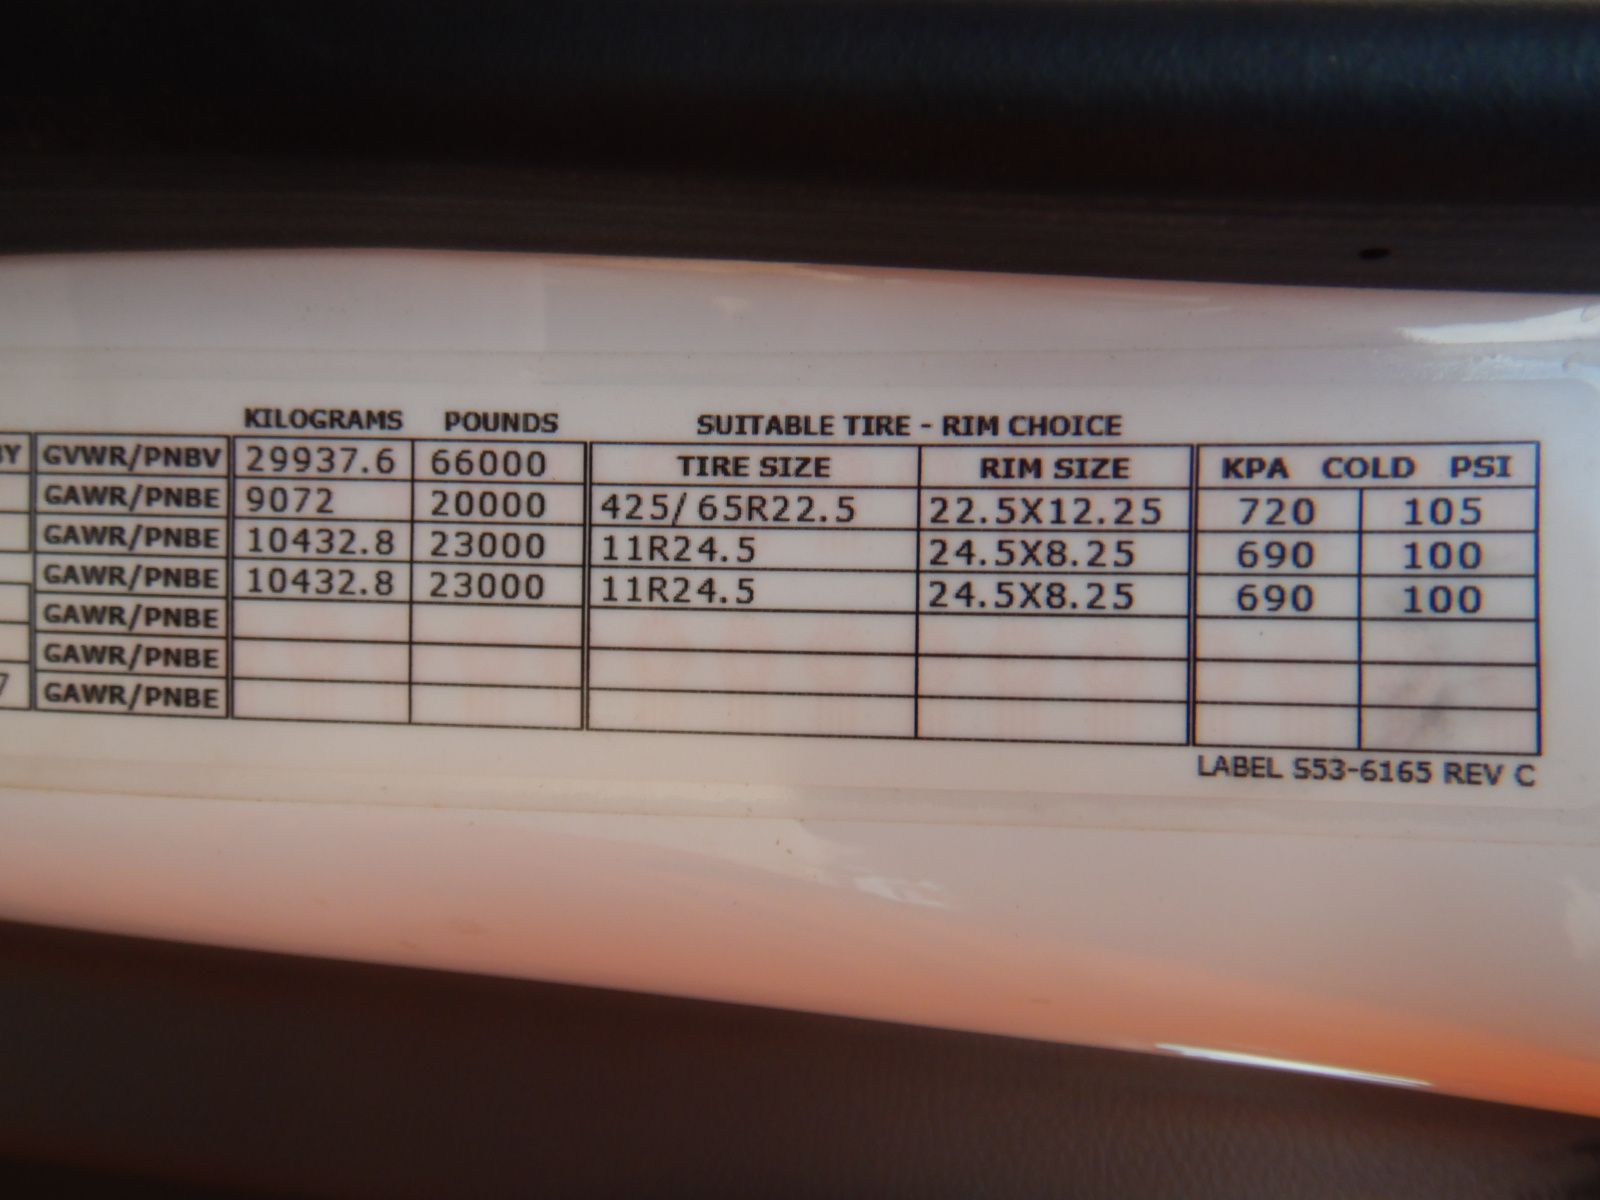 KILOGRAMS POUNDS SUITABLE TIRE - RIM CHOICE
BY GVWR/PNBV 29937.6 66000 TIRE SIZE RIM SIZE KPA COLD PSI
GAWR/PNBE 9072 20000 425/65R22.5 22.5X12.25 720 105
GAWR/PNBE 10432.8 23000 11R24.5 24.5X8.25 690 100
GAWR/PNBE 10432.8 23000 11R24.5 24.5X8.25 690 100
GAWR/PNBE
GAWR/PNBE
7 GAWR/PNBE
LABEL S53-6165 REV C